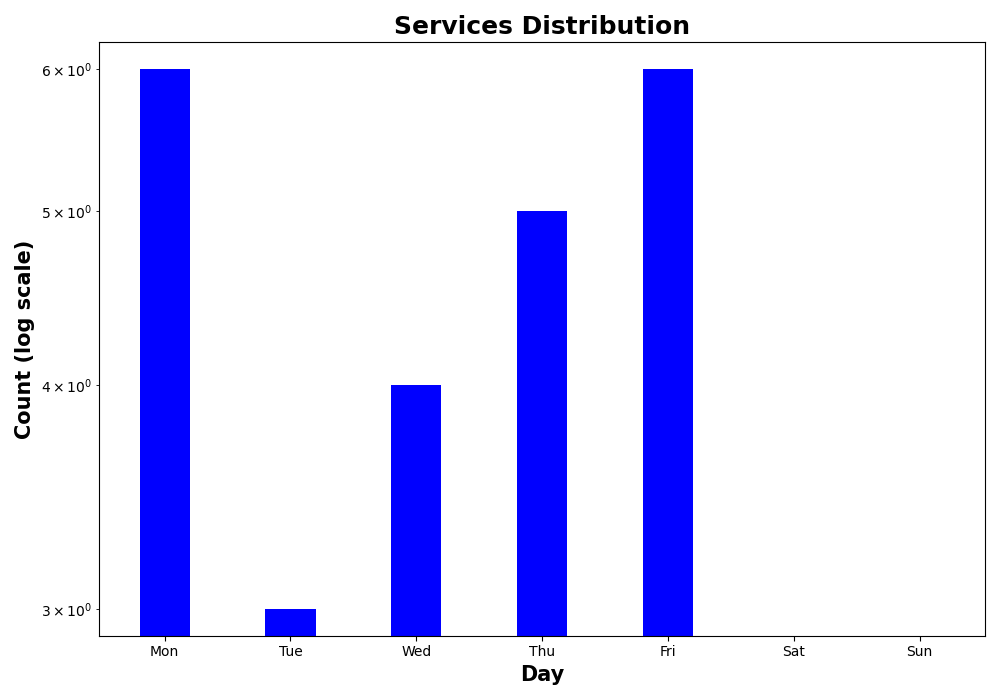 Services Distribution
Count (log scale)
6 × 10⁰
5 × 10⁰
4 × 10⁰
3 × 10⁰
Mon Tue Wed Thu Fri Sat Sun
Day